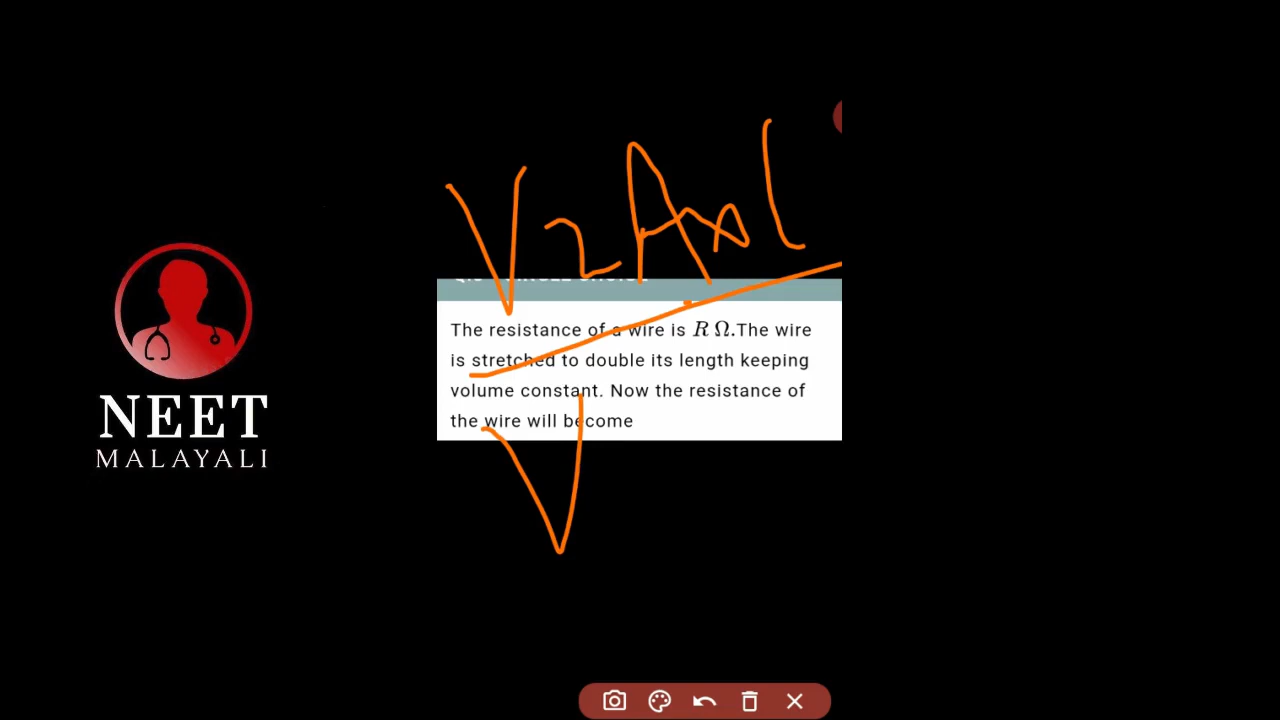 V = A x l
The resistance of a wire is R Ω.The wire
is stretched to double its length keeping
volume constant. Now the resistance of
the wire will become
V
NEET
MALAYALI